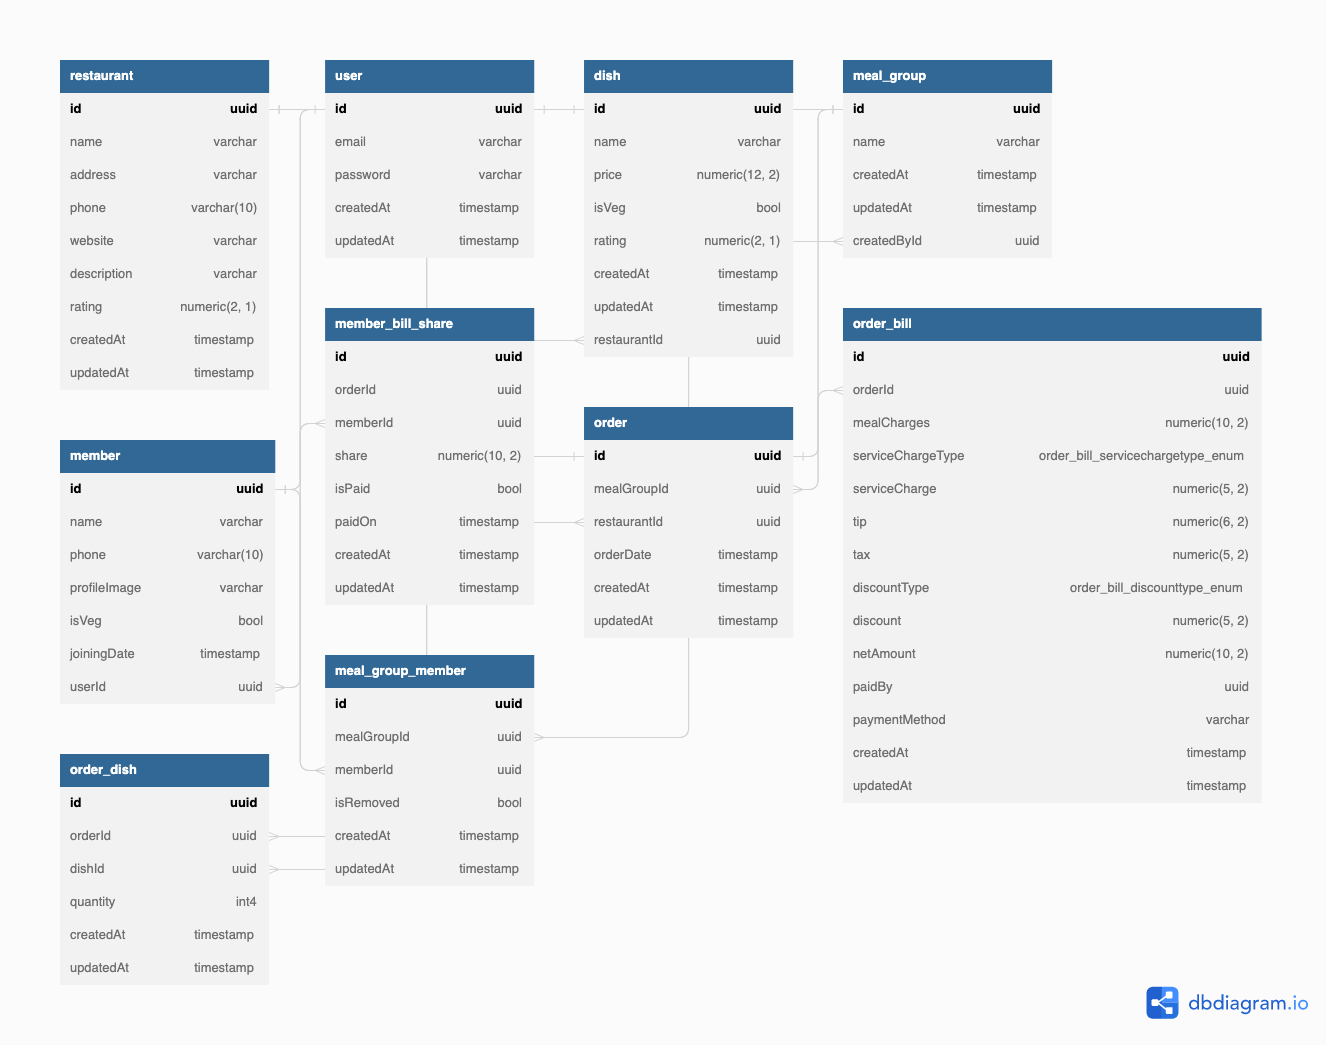 restaurant
id uuid
name varchar
address varchar
phone varchar(10)
website varchar
description varchar
rating numeric(2, 1)
createdAt timestamp
updatedAt timestamp
user
id uuid
email varchar
password varchar
createdAt timestamp
updatedAt timestamp
dish
id uuid
name varchar
price numeric(12, 2)
isVeg bool
rating numeric(2, 1)
createdAt timestamp
updatedAt timestamp
restaurantId uuid
meal_group
id uuid
name varchar
createdAt timestamp
updatedAt timestamp
createdById uuid
member_bill_share
id uuid
orderId uuid
memberId uuid
share numeric(10, 2)
isPaid bool
paidOn timestamp
createdAt timestamp
updatedAt timestamp
order_bill
id uuid
orderId uuid
mealCharges numeric(10, 2)
serviceChargeType order_bill_servicechargetype_enum
serviceCharge numeric(5, 2)
tip numeric(6, 2)
tax numeric(5, 2)
discountType order_bill_discounttype_enum
discount numeric(5, 2)
netAmount numeric(10, 2)
paidBy uuid
paymentMethod varchar
createdAt timestamp
updatedAt timestamp
order
id uuid
mealGroupId uuid
restaurantId uuid
orderDate timestamp
createdAt timestamp
updatedAt timestamp
member
id uuid
name varchar
phone varchar(10)
profileImage varchar
isVeg bool
joiningDate timestamp
userId uuid
meal_group_member
id uuid
mealGroupId uuid
memberId uuid
isRemoved bool
createdAt timestamp
updatedAt timestamp
order_dish
id uuid
orderId uuid
dishId uuid
quantity int4
createdAt timestamp
updatedAt timestamp
dbdiagram.io